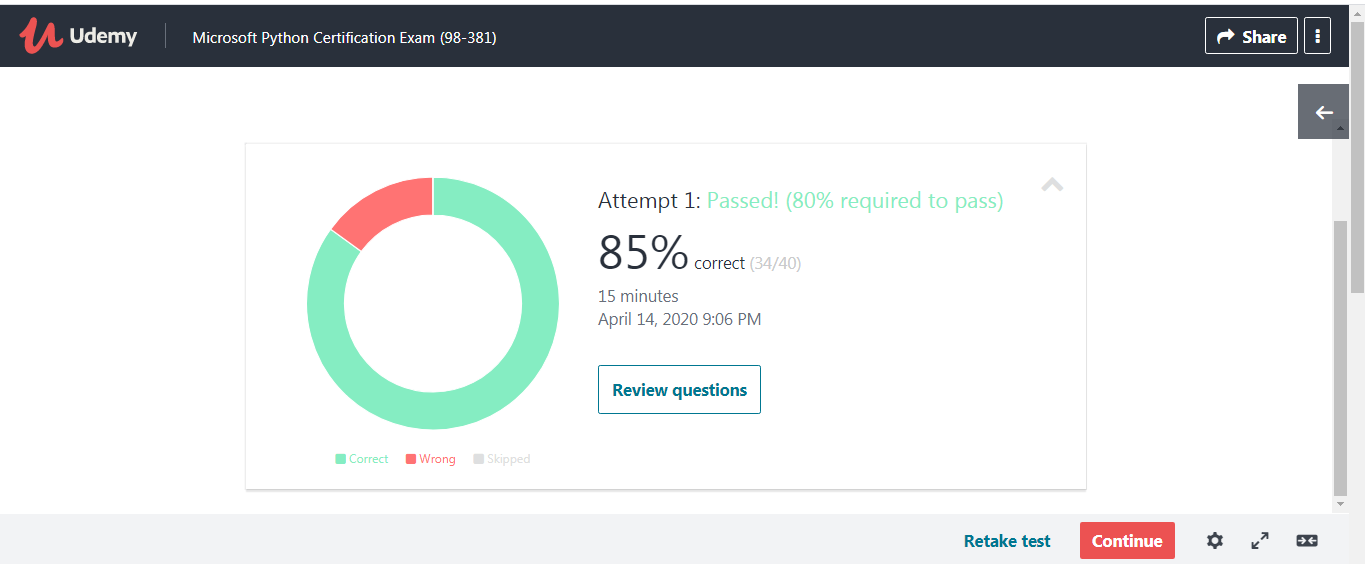 Udemy
Microsoft Python Certification Exam (98-381)
Share
Attempt 1: Passed! (80% required to pass)
85% correct (34/40)
15 minutes
April 14, 2020 9:06 PM
Review questions
Correct Wrong Skipped
Retake test
Continue